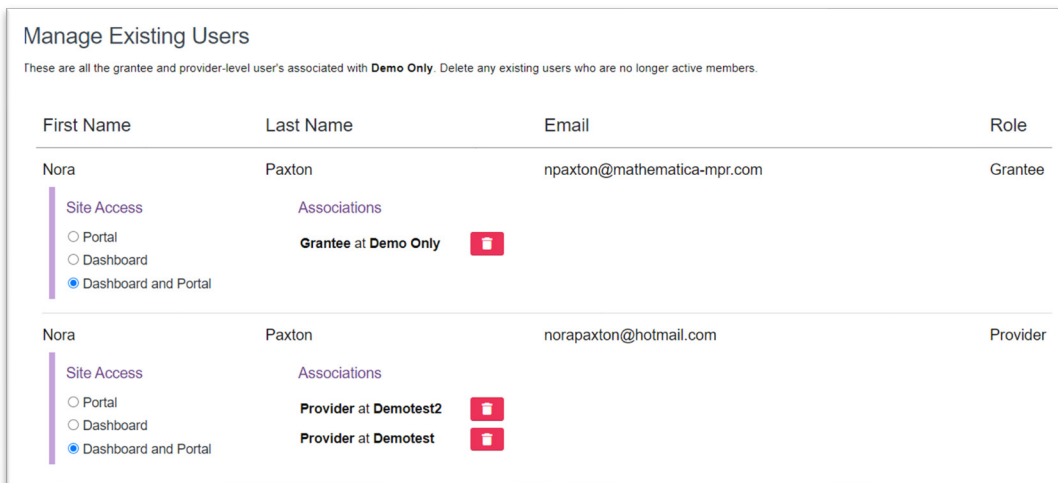 Manage Existing Users
These are all the grantee and provider-level user's associated with Demo Only. Delete any existing users who are no longer active members.
First Name Last Name Email Role
Nora Paxton npaxton@mathematica-mpr.com Grantee
Site Access Associations
Portal Grantee at Demo Only
Dashboard
Dashboard and Portal
Nora Paxton norapaxton@hotmail.com Provider
Site Access Associations
Portal Provider at Demotest2
Dashboard Provider at Demotest
Dashboard and Portal